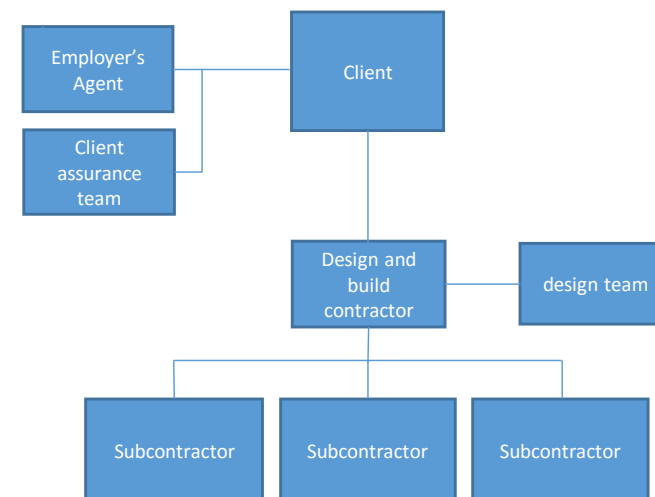 Employer’s
Agent
Client
Client
assurance
team
Design and
build
contractor
design team
Subcontractor
Subcontractor
Subcontractor